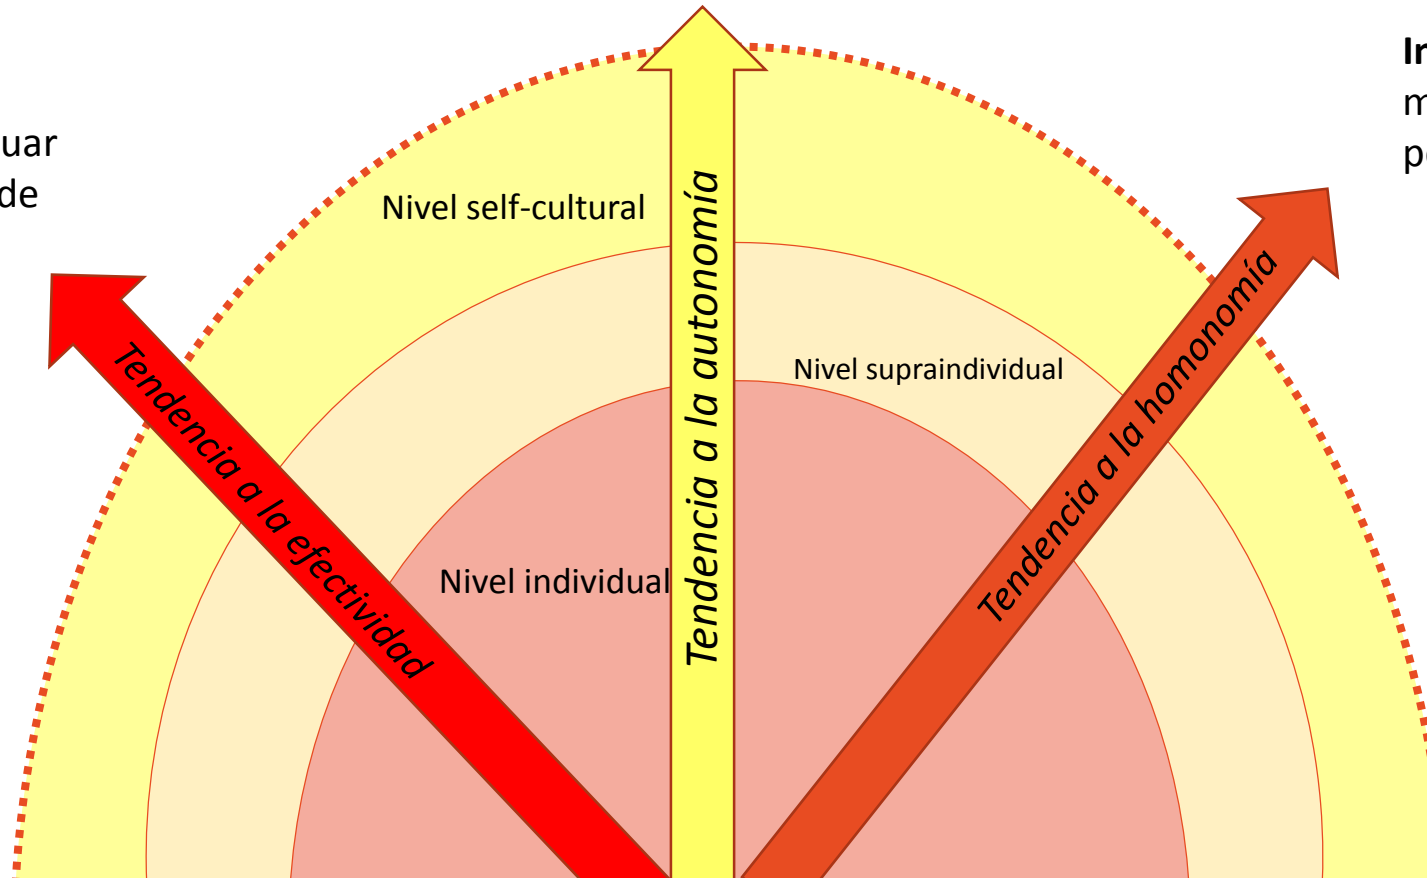 uar
de
Nivel self-cultural
Tendencia a la autonomía
Nivel supraindividual
Tendencia a la homonomía
Tendencia a la efectividad
Nivel individual